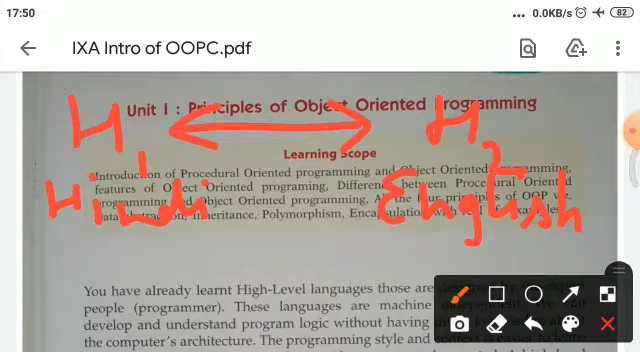 17:50
... 0.0KB/s 82
IXA Intro of OOPC.pdf
Unit I : Principles of Object Oriented Programming
H1 H2
Learning Scope
Introduction of Procedural Oriented programming and Object Oriented programming,
Hindi English
features of Object Oriented programing, Difference between Procedural Oriented
Programming and Object Oriented programming, All the four principles of OOP viz.
Data abstraction, Inheritance, Polymorphism, Encapsulation with examples
You have already learnt High-Level languages those are
people (programmer). These languages are machine
develop and understand program logic without having
the computer's architecture. The programming style and